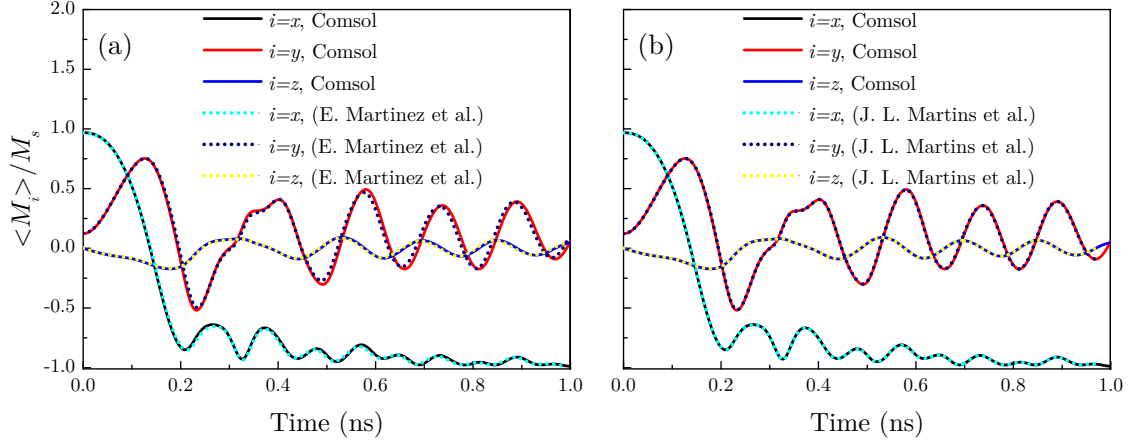 (a)
i=x, Comsol
i=y, Comsol
i=z, Comsol
i=x, (E. Martinez et al.)
i=y, (E. Martinez et al.)
i=z, (E. Martinez et al.)
2.0
1.5
1.0
0.5
0.0
-0.5
-1.0
<M_i>/M_s
0.0 0.2 0.4 0.6 0.8 1.0
Time (ns)
(b)
i=x, Comsol
i=y, Comsol
i=z, Comsol
i=x, (J. L. Martins et al.)
i=y, (J. L. Martins et al.)
i=z, (J. L. Martins et al.)
0.0 0.2 0.4 0.6 0.8 1.0
Time (ns)